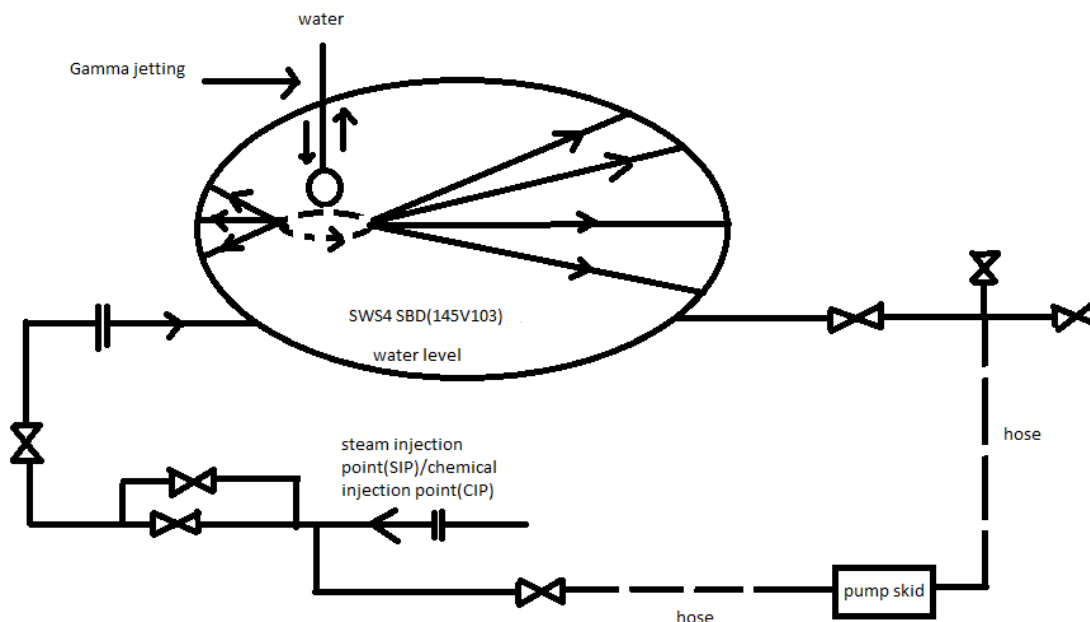 water
Gamma jetting
SWS4 SBD(145V103)
water level
steam injection
point(SIP)/chemical
injection point(CIP)
hose
pump skid
hose